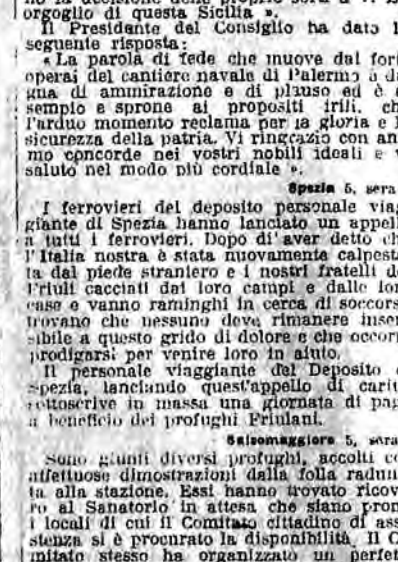 orgoglio di questa Sicilia ».
Il Presidente del Consiglio ha dato l
seguente risposta:
« La parola di fede che muove dai fort
operai del cantiere navale di Palermo è de
gna di ammirazione e di plauso ed è e
sempio e sprone ai propositi irili, ch
l'arduo momento reclama per la gloria e l
sicurezza della patria. Vi ringrazio con ani
mo concorde nei vostri nobili ideali e v
saluto nel modo più cordiale ».
Spezia 5, sera
I ferrovieri del deposito personale viag
giante di Spezia hanno lanciato un appell
a tutti i ferrovieri. Dopo di' aver detto ch
l'Italia nostra è stata nuovamente calpest
ta dal piede straniero e i nostri fratelli de
Friuli cacciati dai loro campi e dalle lor
case e vanno raminghi in cerca di soccors
trovano che nessuno deve rimanere insen
sibile a questo grido di dolore e che occorr
prodigarsi per venire loro in aiuto.
Il personale viaggiante del Deposito d
Spezia, lanciando quest'appello di carit
sottoscrive in massa una giornata di pag
a beneficio dei profughi Friulani.
Salsomaggiore 5, sera
Sono giunti diversi profughi, accolti co
affettuose dimostrazioni dalla folla radun
ta alla stazione. Essi hanno trovato ricov
ro al Sanatorio in attesa che siano pron
i locali di cui il Comitato cittadino di ass
stenza si è procurato la disponibilità. Il C
mitato stesso ha organizzato un perfet